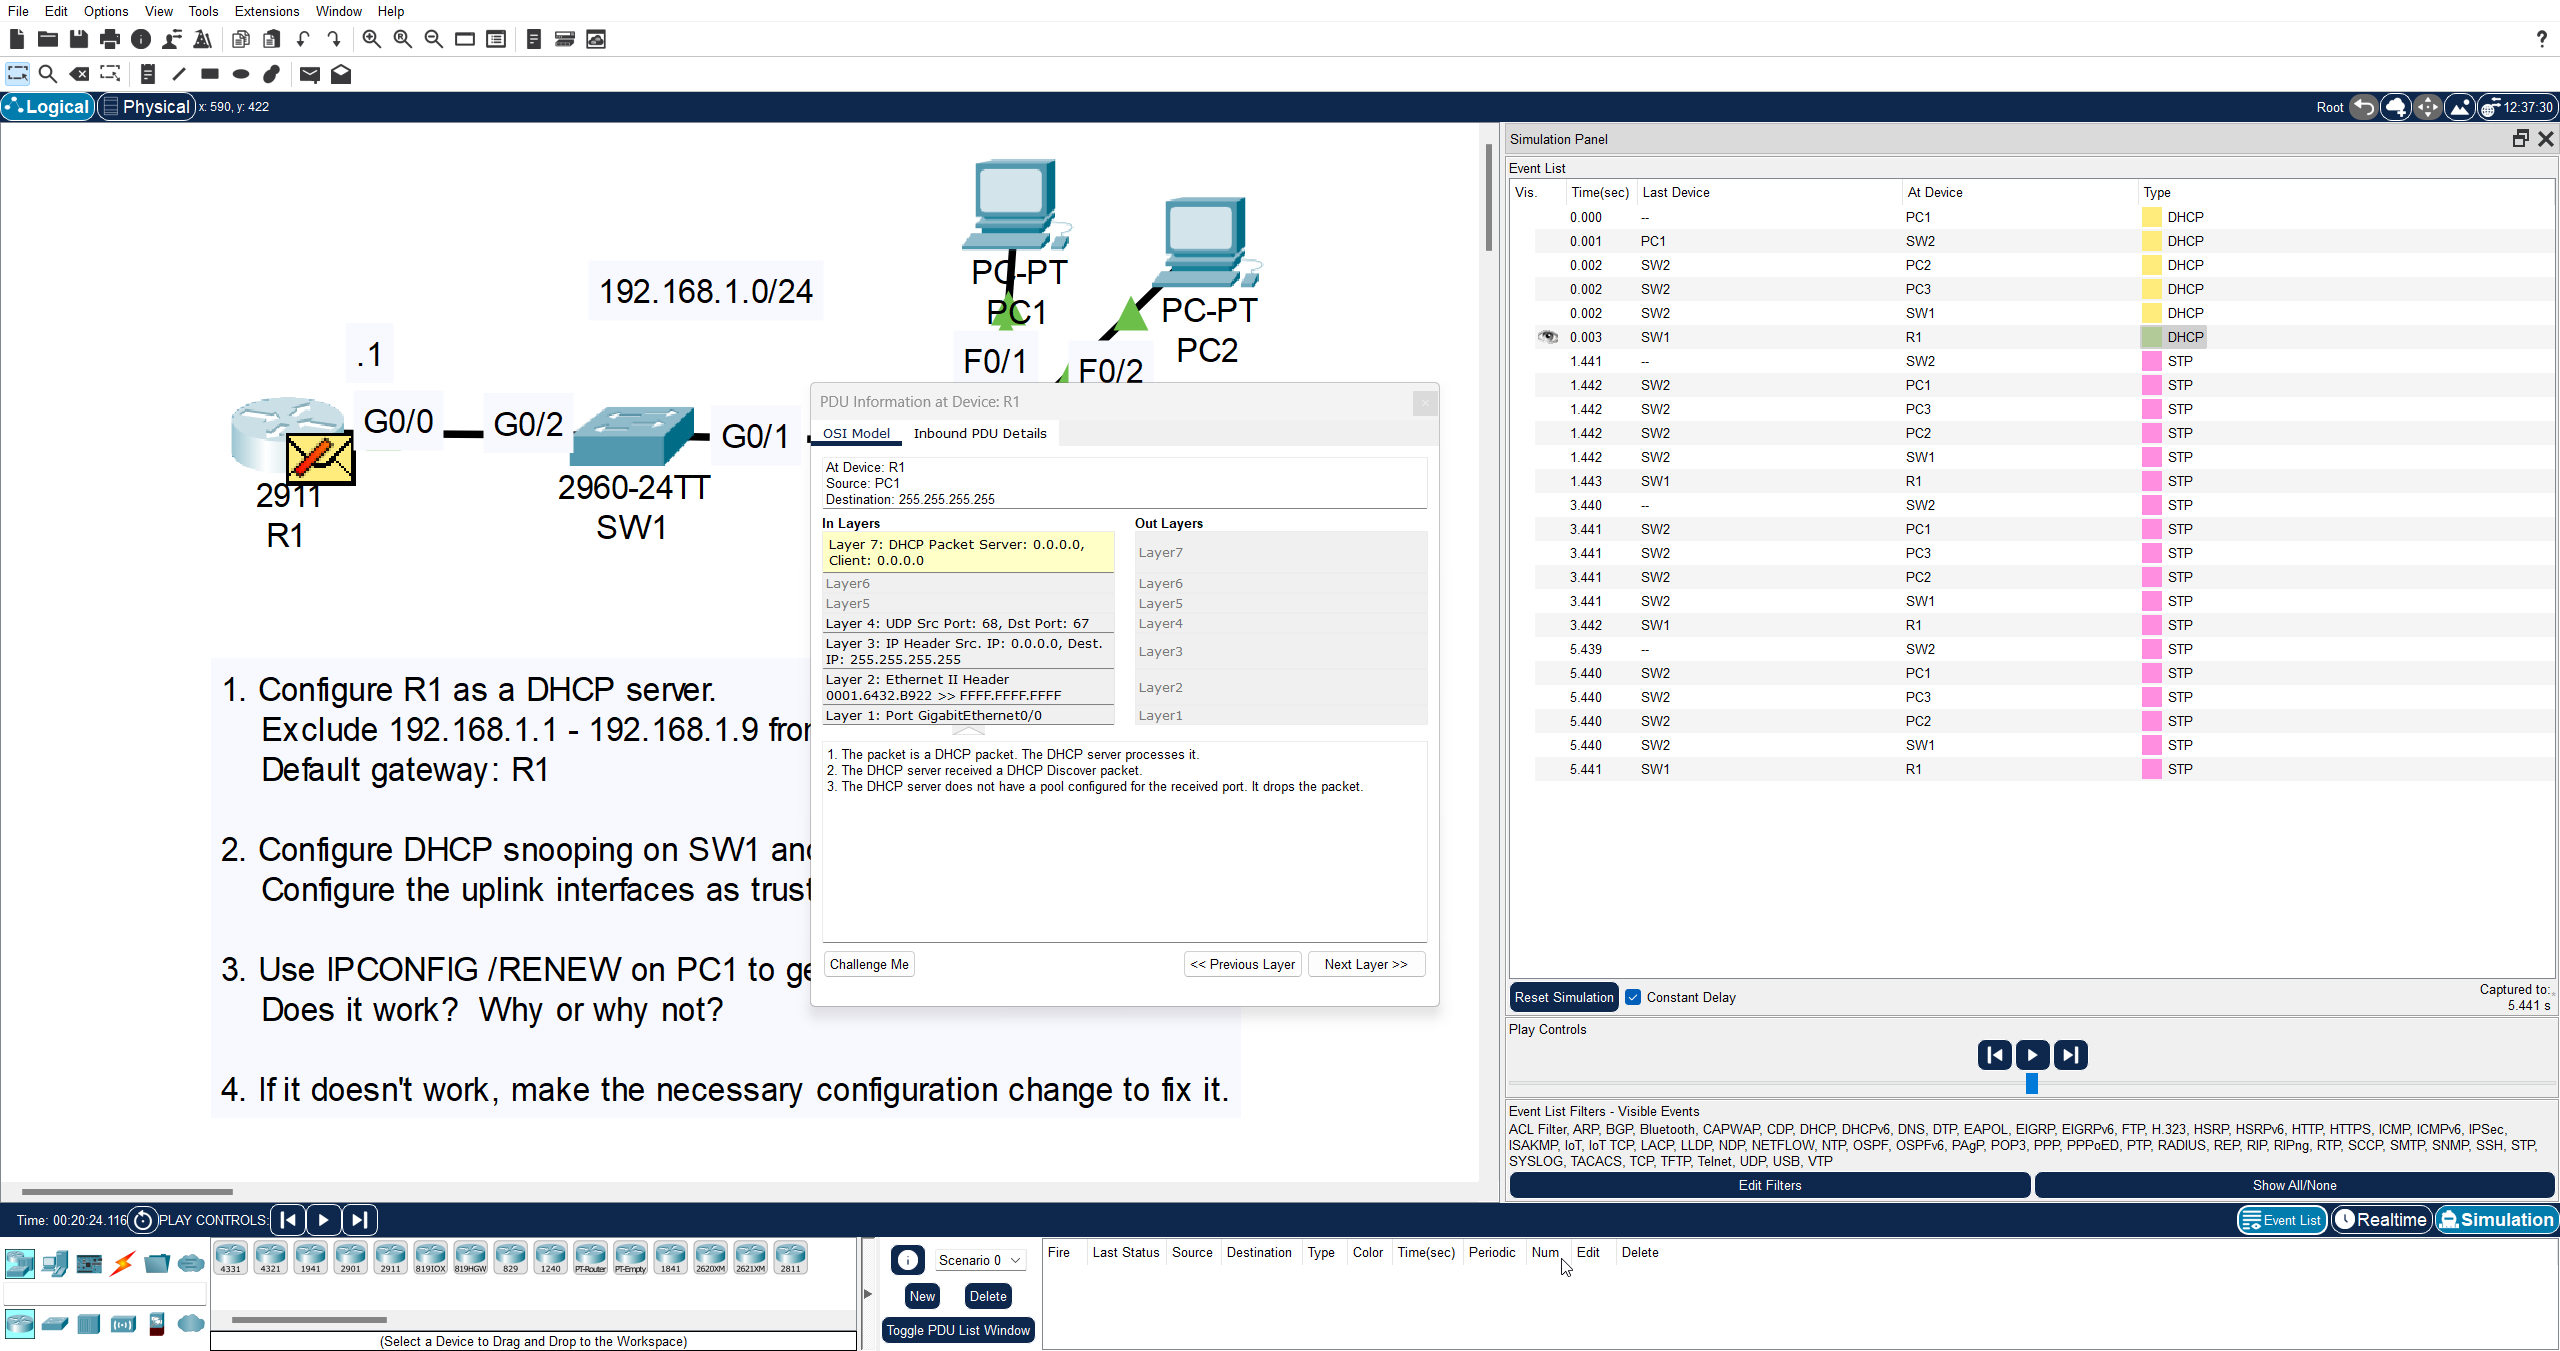 File Edit Options View Tools Extensions Window Help
Logical Physical x: 590, y: 422
Root 12:37:30
192.168.1.0/24
PC-PT
PC1
PC-PT
PC2
F0/1
F0/2
.1
G0/0
G0/2
G0/1
2911
R1
2960-24TT
SW1
1. Configure R1 as a DHCP server.
Exclude 192.168.1.1 - 192.168.1.9 fro
Default gateway: R1
2. Configure DHCP snooping on SW1 an
Configure the uplink interfaces as trust
3. Use IPCONFIG /RENEW on PC1 to ge
Does it work? Why or why not?
4. If it doesn't work, make the necessary configuration change to fix it.
PDU Information at Device: R1
OSI Model Inbound PDU Details
At Device: R1
Source: PC1
Destination: 255.255.255.255
In Layers
Layer 7: DHCP Packet Server: 0.0.0.0,
Client: 0.0.0.0
Layer6
Layer5
Layer 4: UDP Src Port: 68, Dst Port: 67
Layer 3: IP Header Src. IP: 0.0.0.0, Dest.
IP: 255.255.255.255
Layer 2: Ethernet II Header
0001.6432.B922 >> FFFF.FFFF.FFFF
Layer 1: Port GigabitEthernet0/0
Out Layers
Layer7
Layer6
Layer5
Layer4
Layer3
Layer2
Layer1
1. The packet is a DHCP packet. The DHCP server processes it.
2. The DHCP server received a DHCP Discover packet.
3. The DHCP server does not have a pool configured for the received port. It drops the packet.
Challenge Me << Previous Layer Next Layer >>
Simulation Panel
Event List
Vis. Time(sec) Last Device At Device Type
0.000 -- PC1 DHCP
0.001 PC1 SW2 DHCP
0.002 SW2 PC2 DHCP
0.002 SW2 PC3 DHCP
0.002 SW2 SW1 DHCP
0.003 SW1 R1 DHCP
1.441 -- SW2 STP
1.442 SW2 PC1 STP
1.442 SW2 PC3 STP
1.442 SW2 PC2 STP
1.442 SW2 SW1 STP
1.443 SW1 R1 STP
3.440 -- SW2 STP
3.441 SW2 PC1 STP
3.441 SW2 PC3 STP
3.441 SW2 PC2 STP
3.441 SW2 SW1 STP
3.442 SW1 R1 STP
5.439 -- SW2 STP
5.440 SW2 PC1 STP
5.440 SW2 PC3 STP
5.440 SW2 PC2 STP
5.440 SW2 SW1 STP
5.441 SW1 R1 STP
Reset Simulation Constant Delay
Captured to:
5.441 s
Play Controls
Event List Filters - Visible Events
ACL Filter, ARP, BGP, Bluetooth, CAPWAP, CDP, DHCP, DHCPv6, DNS, DTP, EAPOL, EIGRP, EIGRPv6, FTP, H.323, HSRP, HSRPv6, HTTP, HTTPS, ICMP, ICMPv6, IPSec,
ISAKMP, IoT, IoT TCP, LACP, LLDP, NDP, NETFLOW, NTP, OSPF, OSPFv6, PAgP, POP3, PPP, PPPoED, PTP, RADIUS, REP, RIP, RIPng, RTP, SCCP, SMTP, SNMP, SSH, STP,
SYSLOG, TACACS, TCP, TFTP, Telnet, UDP, USB, VTP
Edit Filters Show All/None
Time: 00:20:24.116 PLAY CONTROLS:
Event List Realtime Simulation
4331 4321 1941 2901 2911 819IOX 819HGW 829 1240 PT-Router PT-Empty 1841 2620XM 2621XM 2811
(Select a Device to Drag and Drop to the Workspace)
Scenario 0
New Delete
Toggle PDU List Window
Fire Last Status Source Destination Type Color Time(sec) Periodic Num Edit Delete